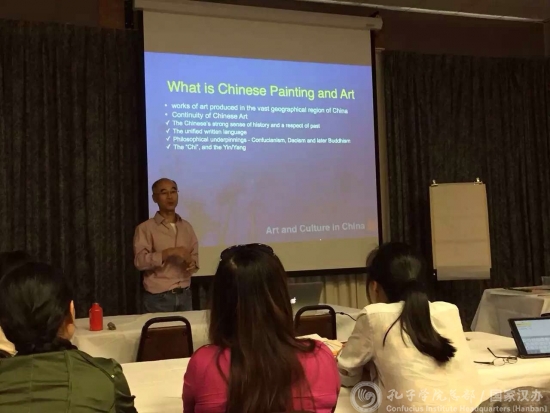 What is Chinese Painting and Art
• works of art produced in the vast geographical region of China
• Continuity of Chinese Art
✓ The Chinese's strong sense of history and a respect of past
✓ The unified written language
✓ Philosophical underpinnings - Confucianism, Daoism and later Buddhism
✓ The "Chi", and the Yin/Yang
Art and Culture in China
孔子学院总部 / 国家汉办
Confucius Institute Headquarters (Hanban)